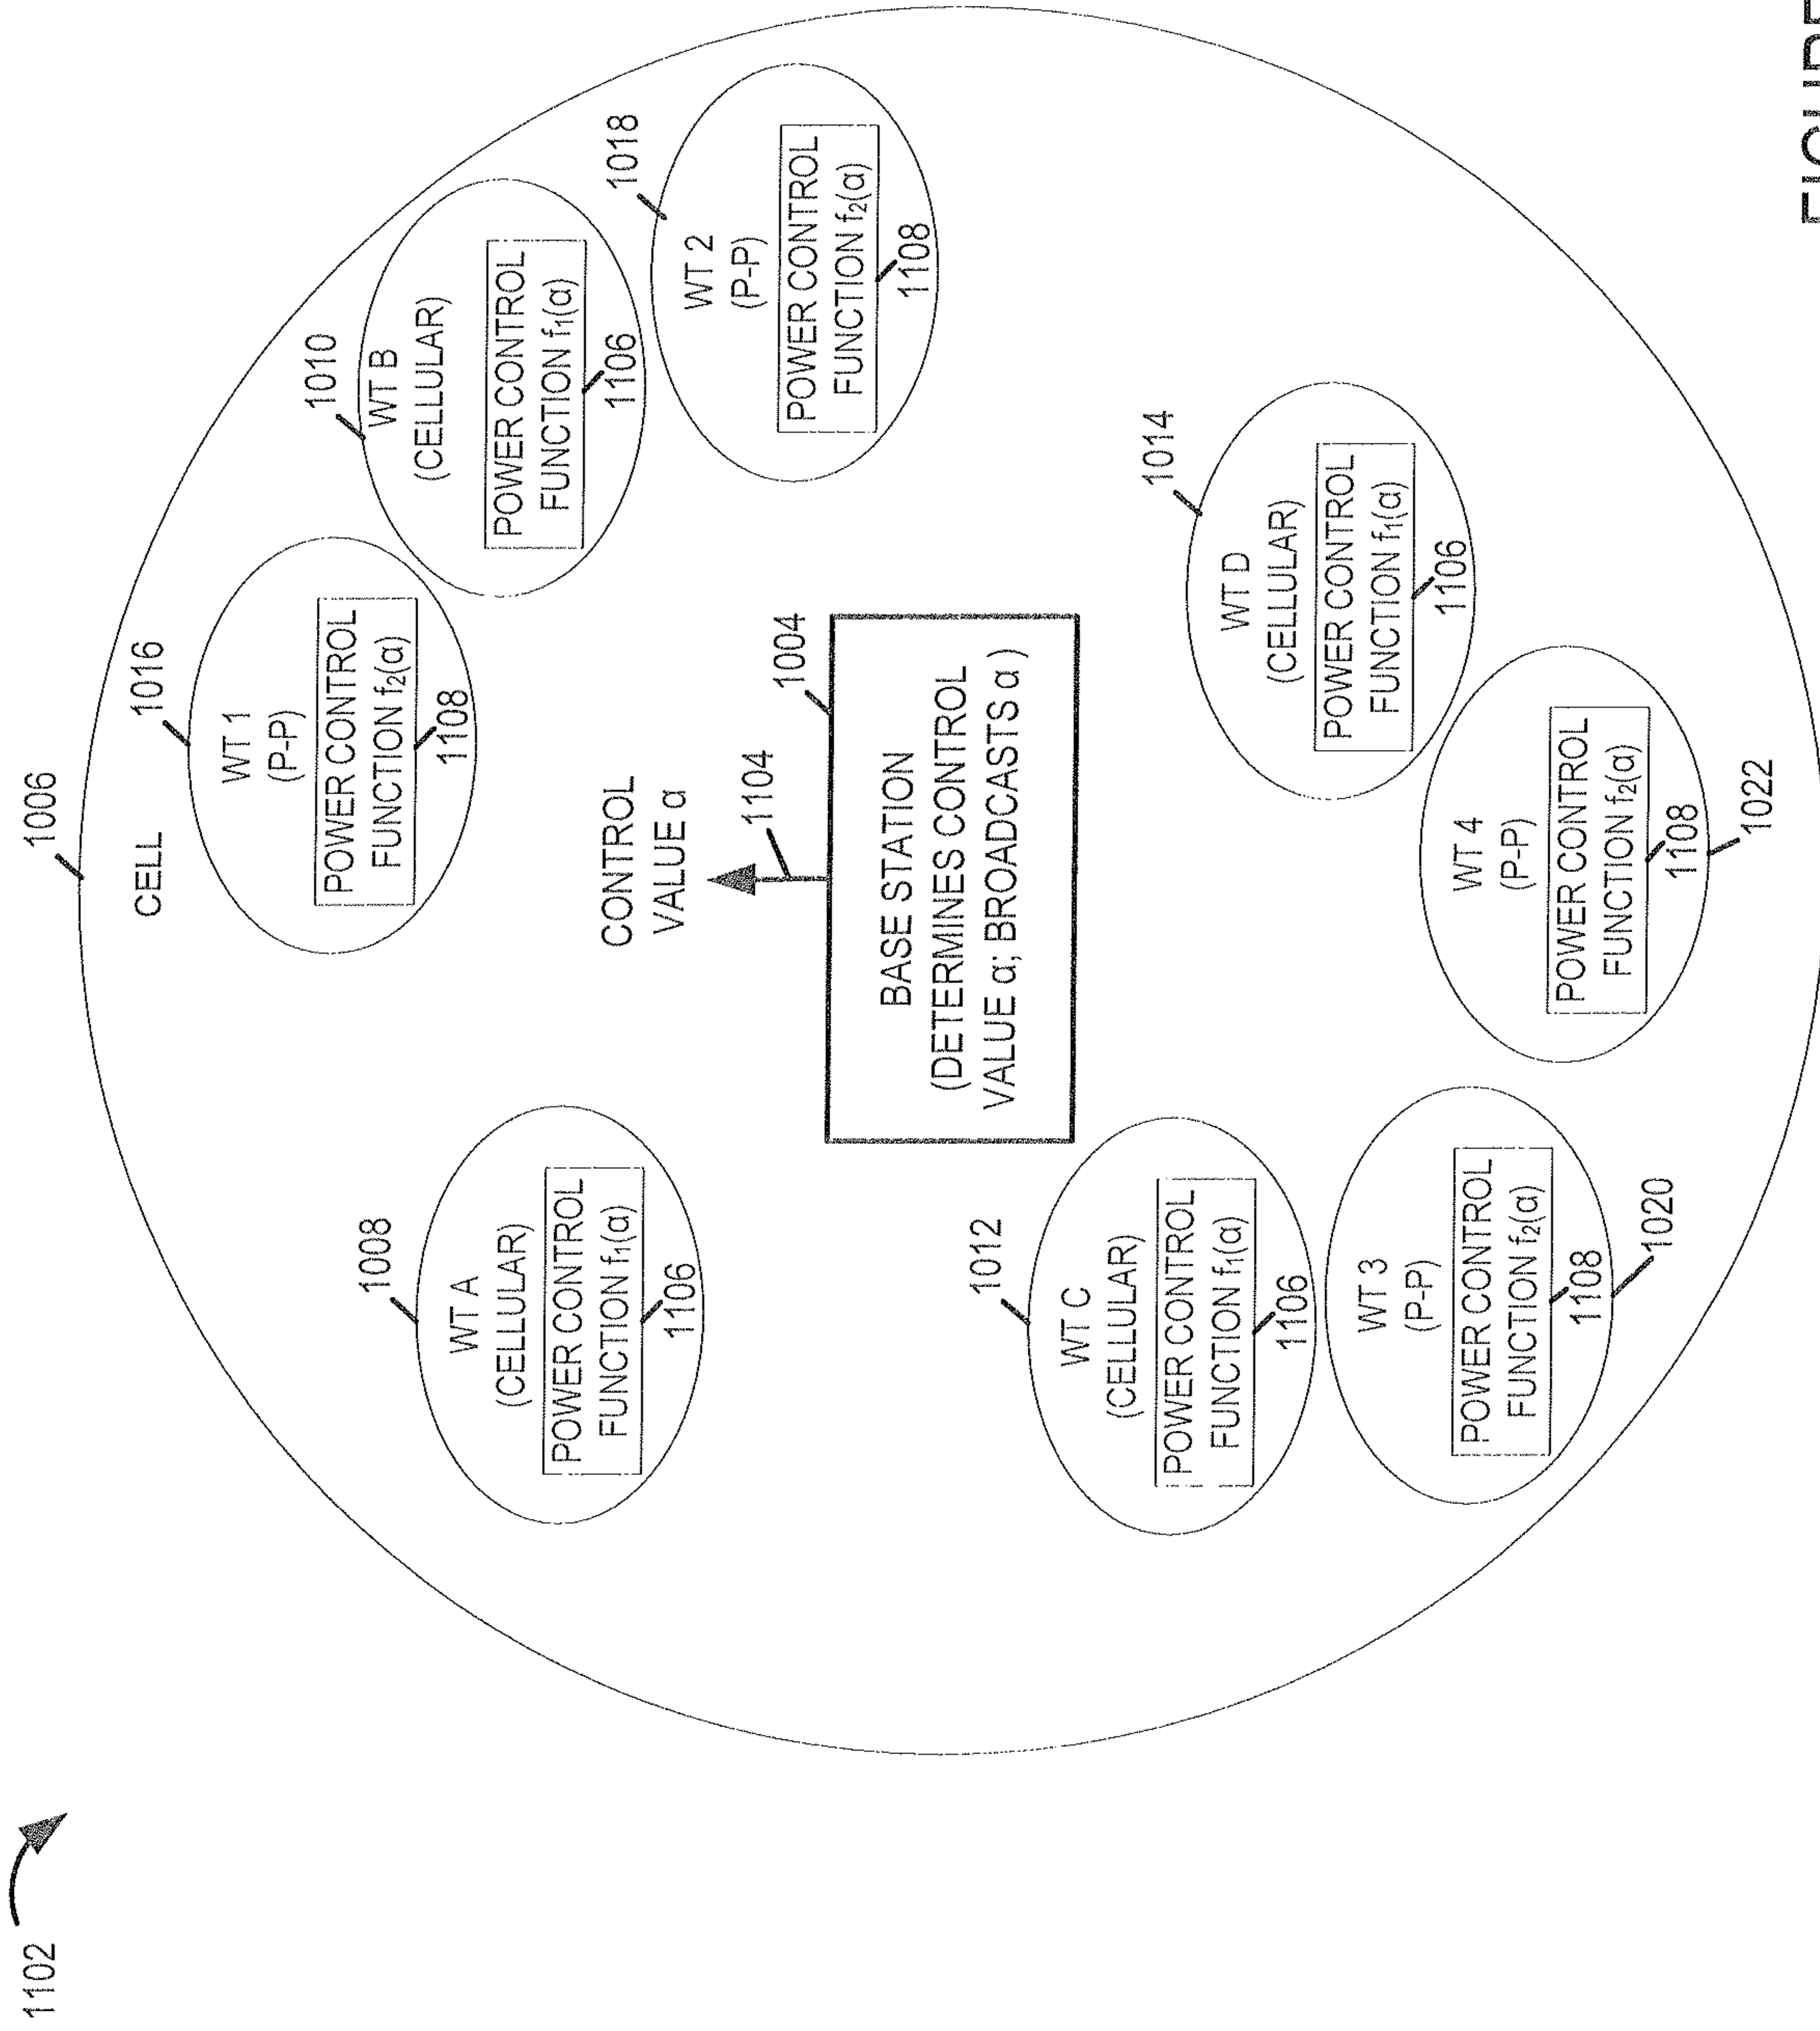 1102
1006
CELL
1016
WT 1
(P-P)
POWER CONTROL
FUNCTION f₂(α)
1108
1010
WT B
(CELLULAR)
POWER CONTROL
FUNCTION f₁(α)
1106
1008
WT A
(CELLULAR)
POWER CONTROL
FUNCTION f₁(α)
1106
1018
WT 2
(P-P)
POWER CONTROL
FUNCTION f₂(α)
1108
CONTROL
VALUE α
1104
1004
BASE STATION
(DETERMINES CONTROL
VALUE α; BROADCASTS α )
1012
WT C
(CELLULAR)
POWER CONTROL
FUNCTION f₁(α)
1106
1014
WT D
(CELLULAR)
POWER CONTROL
FUNCTION f₁(α)
1106
WT 3
(P-P)
POWER CONTROL
FUNCTION f₂(α)
1108
1020
WT 4
(P-P)
POWER CONTROL
FUNCTION f₂(α)
1108
1022